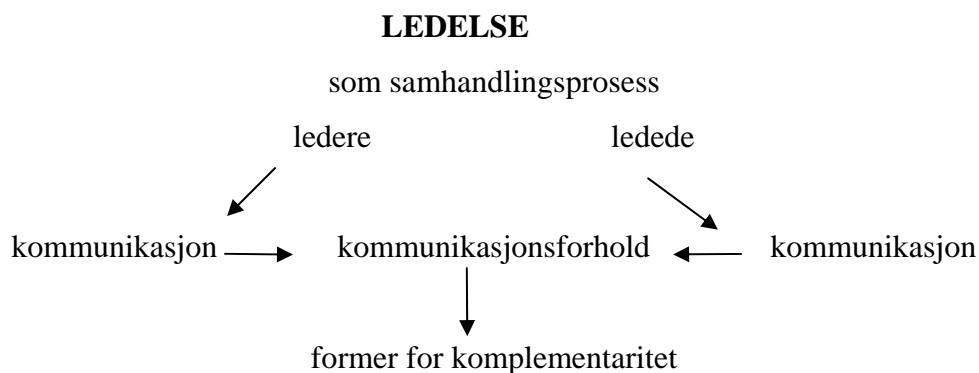 LEDELSE
som samhandlingsprosess
ledere ledede
kommunikasjon kommunikasjonsforhold kommunikasjon
former for komplementaritet